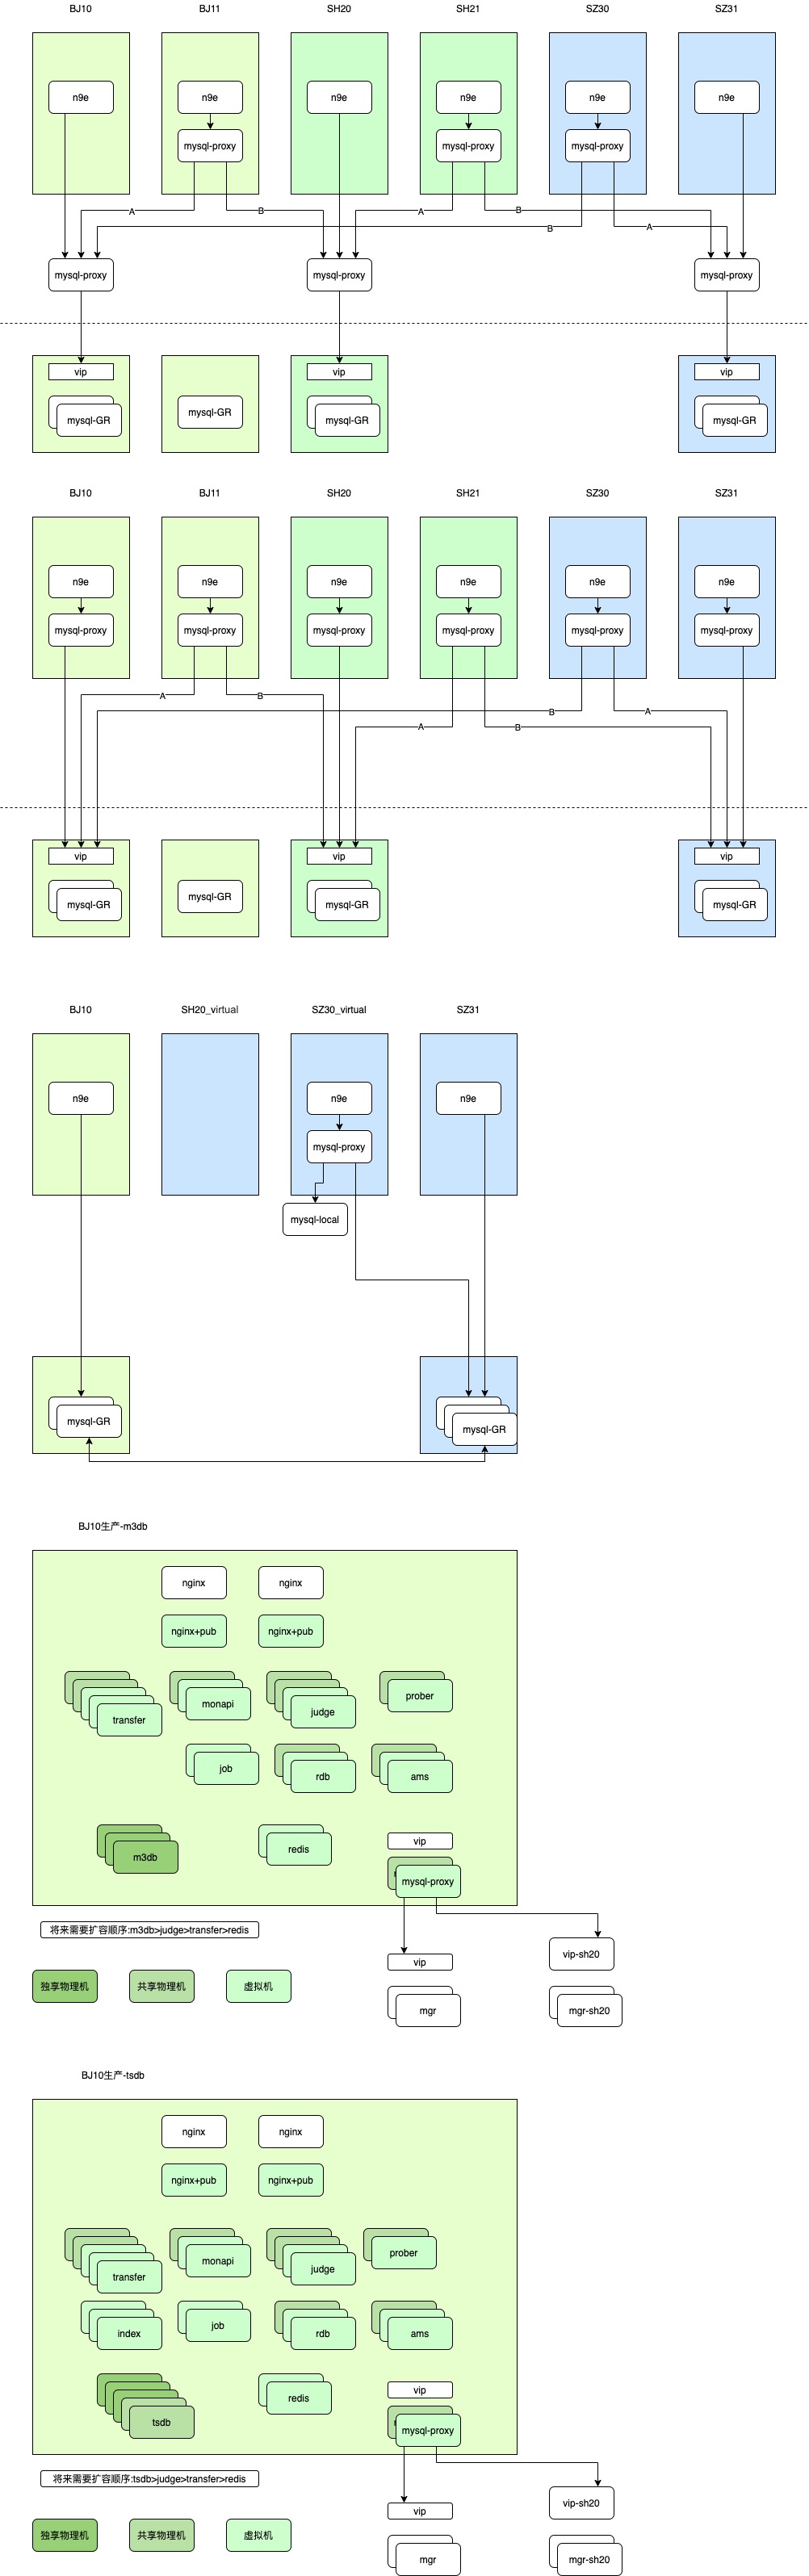 BJ10 BJ11 SH20 SH21 SZ30 SZ31
n9e n9e n9e n9e n9e n9e
mysql-proxy mysql-proxy mysql-proxy
A B A B
B A
mysql-proxy mysql-proxy mysql-proxy
vip vip vip
mysql-GR mysql-GR mysql-GR mysql-GR
BJ10 BJ11 SH20 SH21 SZ30 SZ31
n9e n9e n9e n9e n9e n9e
mysql-proxy mysql-proxy mysql-proxy mysql-proxy mysql-proxy mysql-proxy
A B
B A
A B
vip vip vip
mysql-GR mysql-GR mysql-GR mysql-GR
BJ10 SH20_virtual SZ30_virtual SZ31
n9e n9e n9e
mysql-proxy
mysql-local
mysql-GR mysql-GR
BJ10生产-m3db
nginx nginx
nginx+pub nginx+pub
transfer monapi judge prober
job rdb ams
m3db redis vip
mysql-proxy
将来需要扩容顺序:m3db>judge>transfer>redis
vip vip-sh20
独享物理机 共享物理机 虚拟机
mgr mgr-sh20
BJ10生产-tsdb
nginx nginx
nginx+pub nginx+pub
transfer monapi judge prober
index job rdb ams
tsdb redis vip
mysql-proxy
将来需要扩容顺序:tsdb>judge>transfer>redis
vip vip-sh20
独享物理机 共享物理机 虚拟机
mgr mgr-sh20